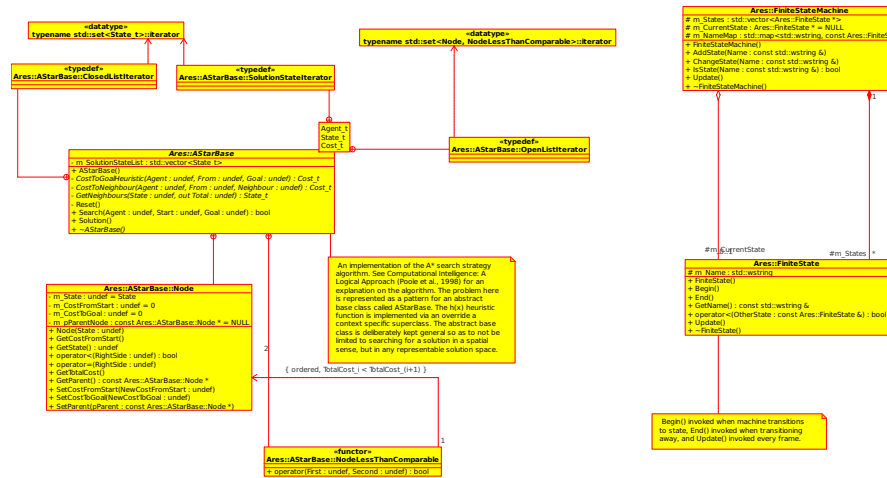 «datatype»
typename std::set<State_t>::iterator
«datatype»
typename std::set<Node, NodeLessThanComparable>::iterator
«typedef»
Ares::AStarBase::ClosedListIterator
«typedef»
Ares::AStarBase::SolutionStateIterator
Agent_t
State_t
Cost_t
«typedef»
Ares::AStarBase::OpenListIterator
Ares::AStarBase
- m_SolutionStateList : std::vector<State_t>
+ AStarBase()
- CostToGoalHeuristic(Agent : undef, From : undef, Goal : undef) : Cost_t
- CostToNeighbour(Agent : undef, From : undef, Neighbour : undef) : Cost_t
- GetNeighbours(State : undef, out Total : undef) : State_t
- Reset()
+ Search(Agent : undef, Start : undef, Goal : undef) : bool
+ Solution()
+ ~AStarBase()
An implementation of the A* search strategy
algorithm. See Computational Intelligence: A
Logical Approach (Poole et al., 1998) for an
explanation on the algorithm. The problem here
is represented as a pattern for an abstract
base class called AStarBase. The h(x) heuristic
function is implemented via an override a
context specific superclass. The abstract base
class is deliberately kept general so as to not be
limited to searching for a solution in a spatial
sense, but in any representable solution space.
Ares::AStarBase::Node
- m_State : undef = State
- m_CostFromStart : undef = 0
- m_CostToGoal : undef = 0
- m_pParentNode : const Ares::AStarBase::Node * = NULL
+ Node(State : undef)
+ GetCostFromStart()
+ GetState() : undef
+ operator<(RightSide : undef) : bool
+ operator=(RightSide : undef)
+ GetTotalCost()
+ GetParent() : const Ares::AStarBase::Node *
+ SetCostFromStart(NewCostFromStart : undef)
+ SetCostToGoal(NewCostToGoal : undef)
+ SetParent(pParent : const Ares::AStarBase::Node *)
2
{ ordered, TotalCost_i < TotalCost_(i+1) }
1
«functor»
Ares::AStarBase::NodeLessThanComparable
+ operator(First : undef, Second : undef) : bool
Ares::FiniteStateMachine
# m_States : std::vector<Ares::FiniteState *>
# m_CurrentState : Ares::FiniteState * = NULL
# m_NameMap : std::map<std::wstring, const Ares::FiniteS
+ FiniteStateMachine()
+ AddState(Name : const std::wstring &)
+ ChangeState(Name : const std::wstring &)
+ IsState(Name : const std::wstring &) : bool
+ Update()
+ ~FiniteStateMachine()
1
#m_CurrentState
#m_States *
Ares::FiniteState
# m_Name : std::wstring
+ FiniteState()
+ Begin()
+ End()
+ GetName() : const std::wstring &
+ operator<(OtherState : const Ares::FiniteState &) : bool
+ Update()
+ ~FiniteState()
Begin() invoked when machine transitions
to state, End() invoked when transitioning
away, and Update() invoked every frame.